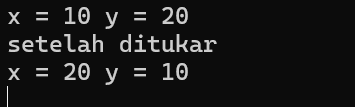 x = 10 y = 20
setelah ditukar
x = 20 y = 10